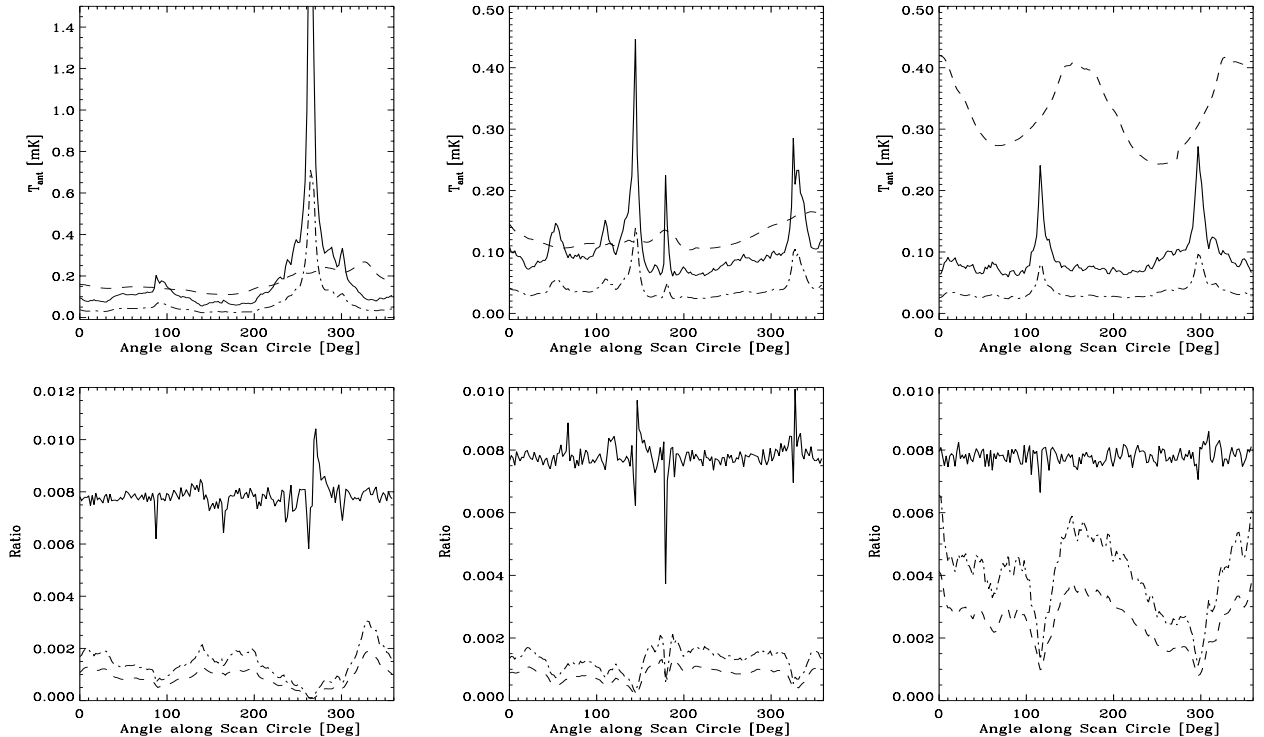 1.4
1.2
1.0
0.8
0.6
0.4
0.2
0.0
T_ant [mK]
0 100 200 300
Angle along Scan Circle [Deg]
0.50
0.40
0.30
0.20
0.10
0.00
T_ant [mK]
0 100 200 300
Angle along Scan Circle [Deg]
0.50
0.40
0.30
0.20
0.10
0.00
T_ant [mK]
0 100 200 300
Angle along Scan Circle [Deg]
0.012
0.010
0.008
0.006
0.004
0.002
0.000
Ratio
0 100 200 300
Angle along Scan Circle [Deg]
0.010
0.008
0.006
0.004
0.002
0.000
Ratio
0 100 200 300
Angle along Scan Circle [Deg]
0.010
0.008
0.006
0.004
0.002
0.000
Ratio
0 100 200 300
Angle along Scan Circle [Deg]